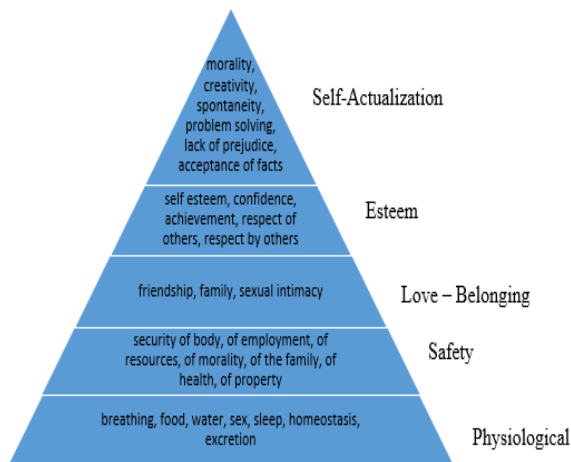 morality,
creativity,
spontaneity,
problem solving,
lack of prejudice,
acceptance of facts
Self-Actualization
self esteem, confidence,
achievement, respect of
others, respect by others
Esteem
friendship, family, sexual intimacy
Love – Belonging
security of body, of employment, of
resources, of morality, of the family, of
health, of property
Safety
breathing, food, water, sex, sleep, homeostasis,
excretion
Physiological